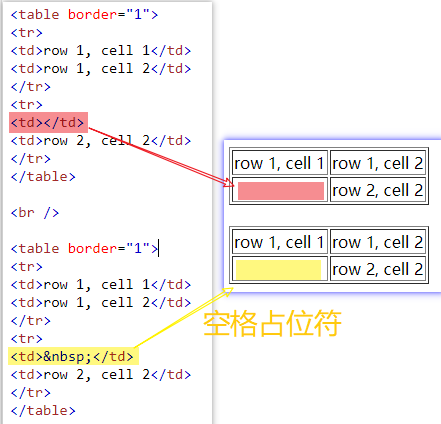 <table border="1">
<tr>
<td>row 1, cell 1</td>
<td>row 1, cell 2</td>
</tr>
<tr>
<td></td>
<td>row 2, cell 2</td>
</tr>
</table>
<br />
<table border="1">
<tr>
<td>row 1, cell 1</td>
<td>row 1, cell 2</td>
</tr>
<tr>
<td>&nbsp;</td>
<td>row 2, cell 2</td>
</tr>
</table>
row 1, cell 1 row 1, cell 2
row 2, cell 2
row 1, cell 1 row 1, cell 2
row 2, cell 2
空格占位符